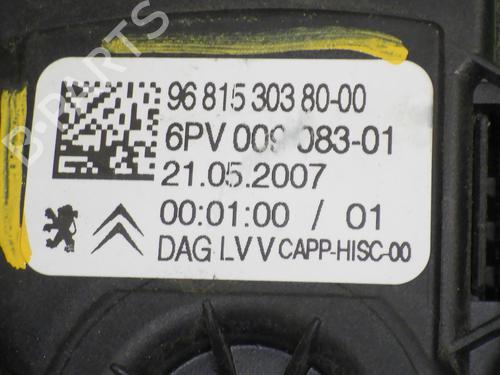 96 815 303 80-00
6PV 009 083-01
21.05.2007
00:01:00 / 01
DAG LV V CAPP-HISC-00
B-PARTS